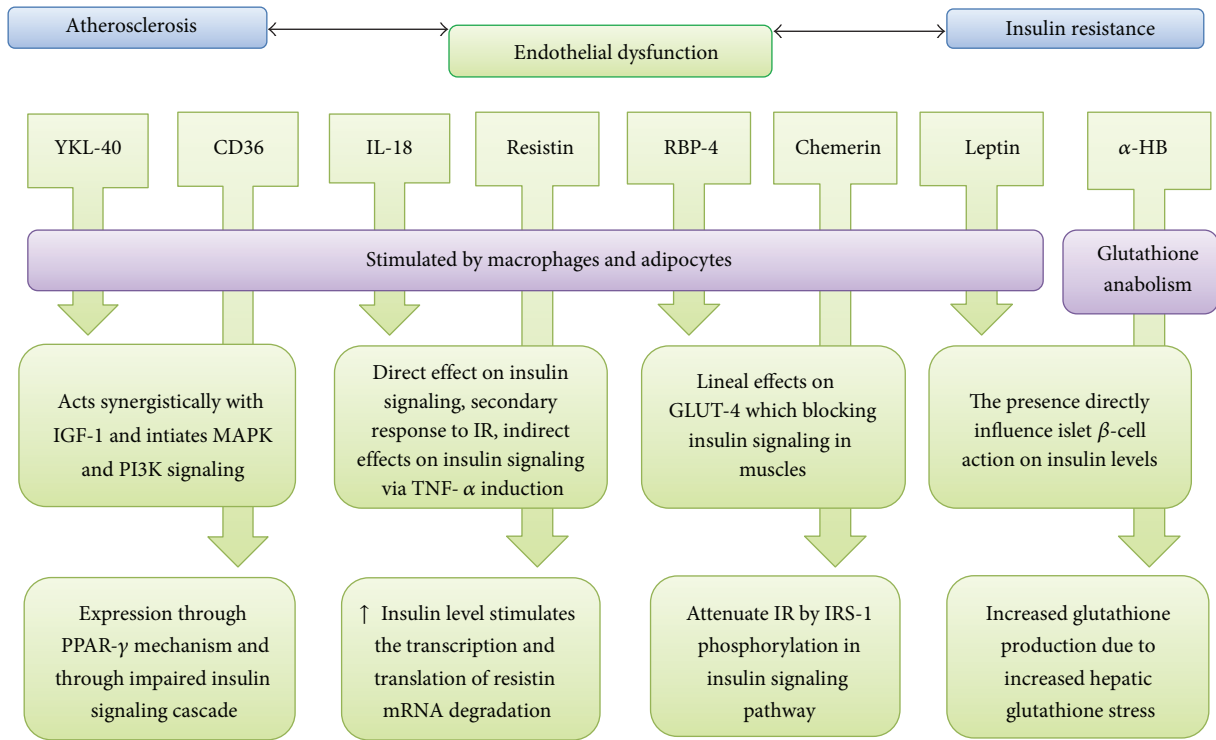 Atherosclerosis
Endothelial dysfunction
Insulin resistance
YKL-40
CD36
IL-18
Resistin
RBP-4
Chemerin
Leptin
α-HB
Stimulated by macrophages and adipocytes
Glutathione
anabolism
Acts synergistically with
IGF-1 and intiates MAPK
and PI3K signaling
Direct effect on insulin
signaling, secondary
response to IR, indirect
effects on insulin signaling
via TNF- α induction
Lineal effects on
GLUT-4 which blocking
insulin signaling in
muscles
The presence directly
influence islet β-cell
action on insulin levels
Expression through
PPAR-γ mechanism and
through impaired insulin
signaling cascade
↑ Insulin level stimulates
the transcription and
translation of resistin
mRNA degradation
Attenuate IR by IRS-1
phosphorylation in
insulin signaling
pathway
Increased glutathione
production due to
increased hepatic
glutathione stress